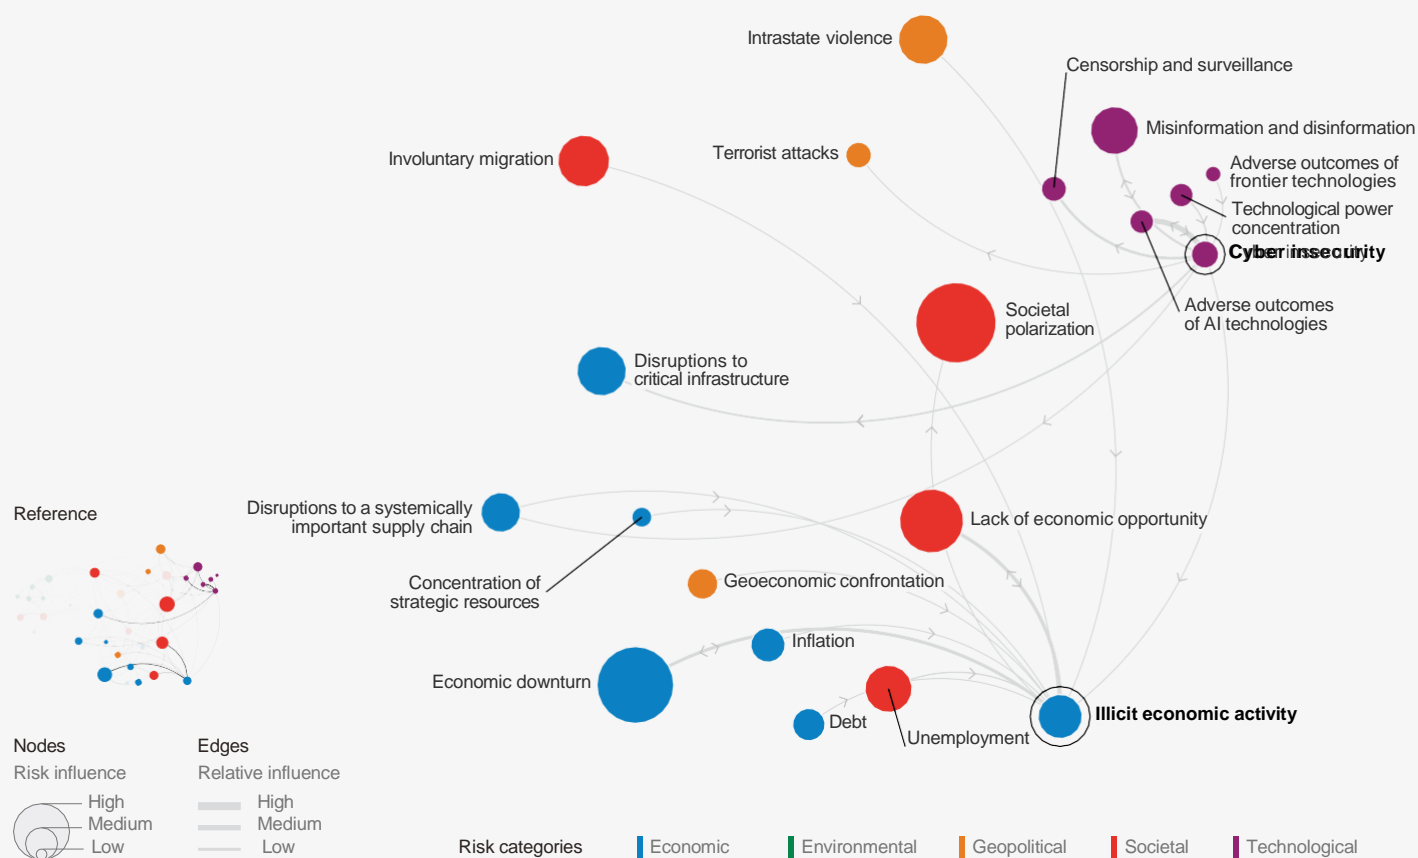 Intrastate violence
Censorship and surveillance
Misinformation and disinformation
Involuntary migration
Terrorist attacks
Adverse outcomes of
frontier technologies
Technological power
concentration
Cyber insecurity
Adverse outcomes
of AI technologies
Societal
polarization
Disruptions to
critical infrastructure
Disruptions to a systemically
important supply chain
Reference
Lack of economic opportunity
Concentration of
strategic resources
Geoeconomic confrontation
Inflation
Economic downturn
Debt
Unemployment
Illicit economic activity
Nodes
Risk influence
High
Medium
Low
Edges
Relative influence
High
Medium
Low
Risk categories
Economic
Environmental
Geopolitical
Societal
Technological